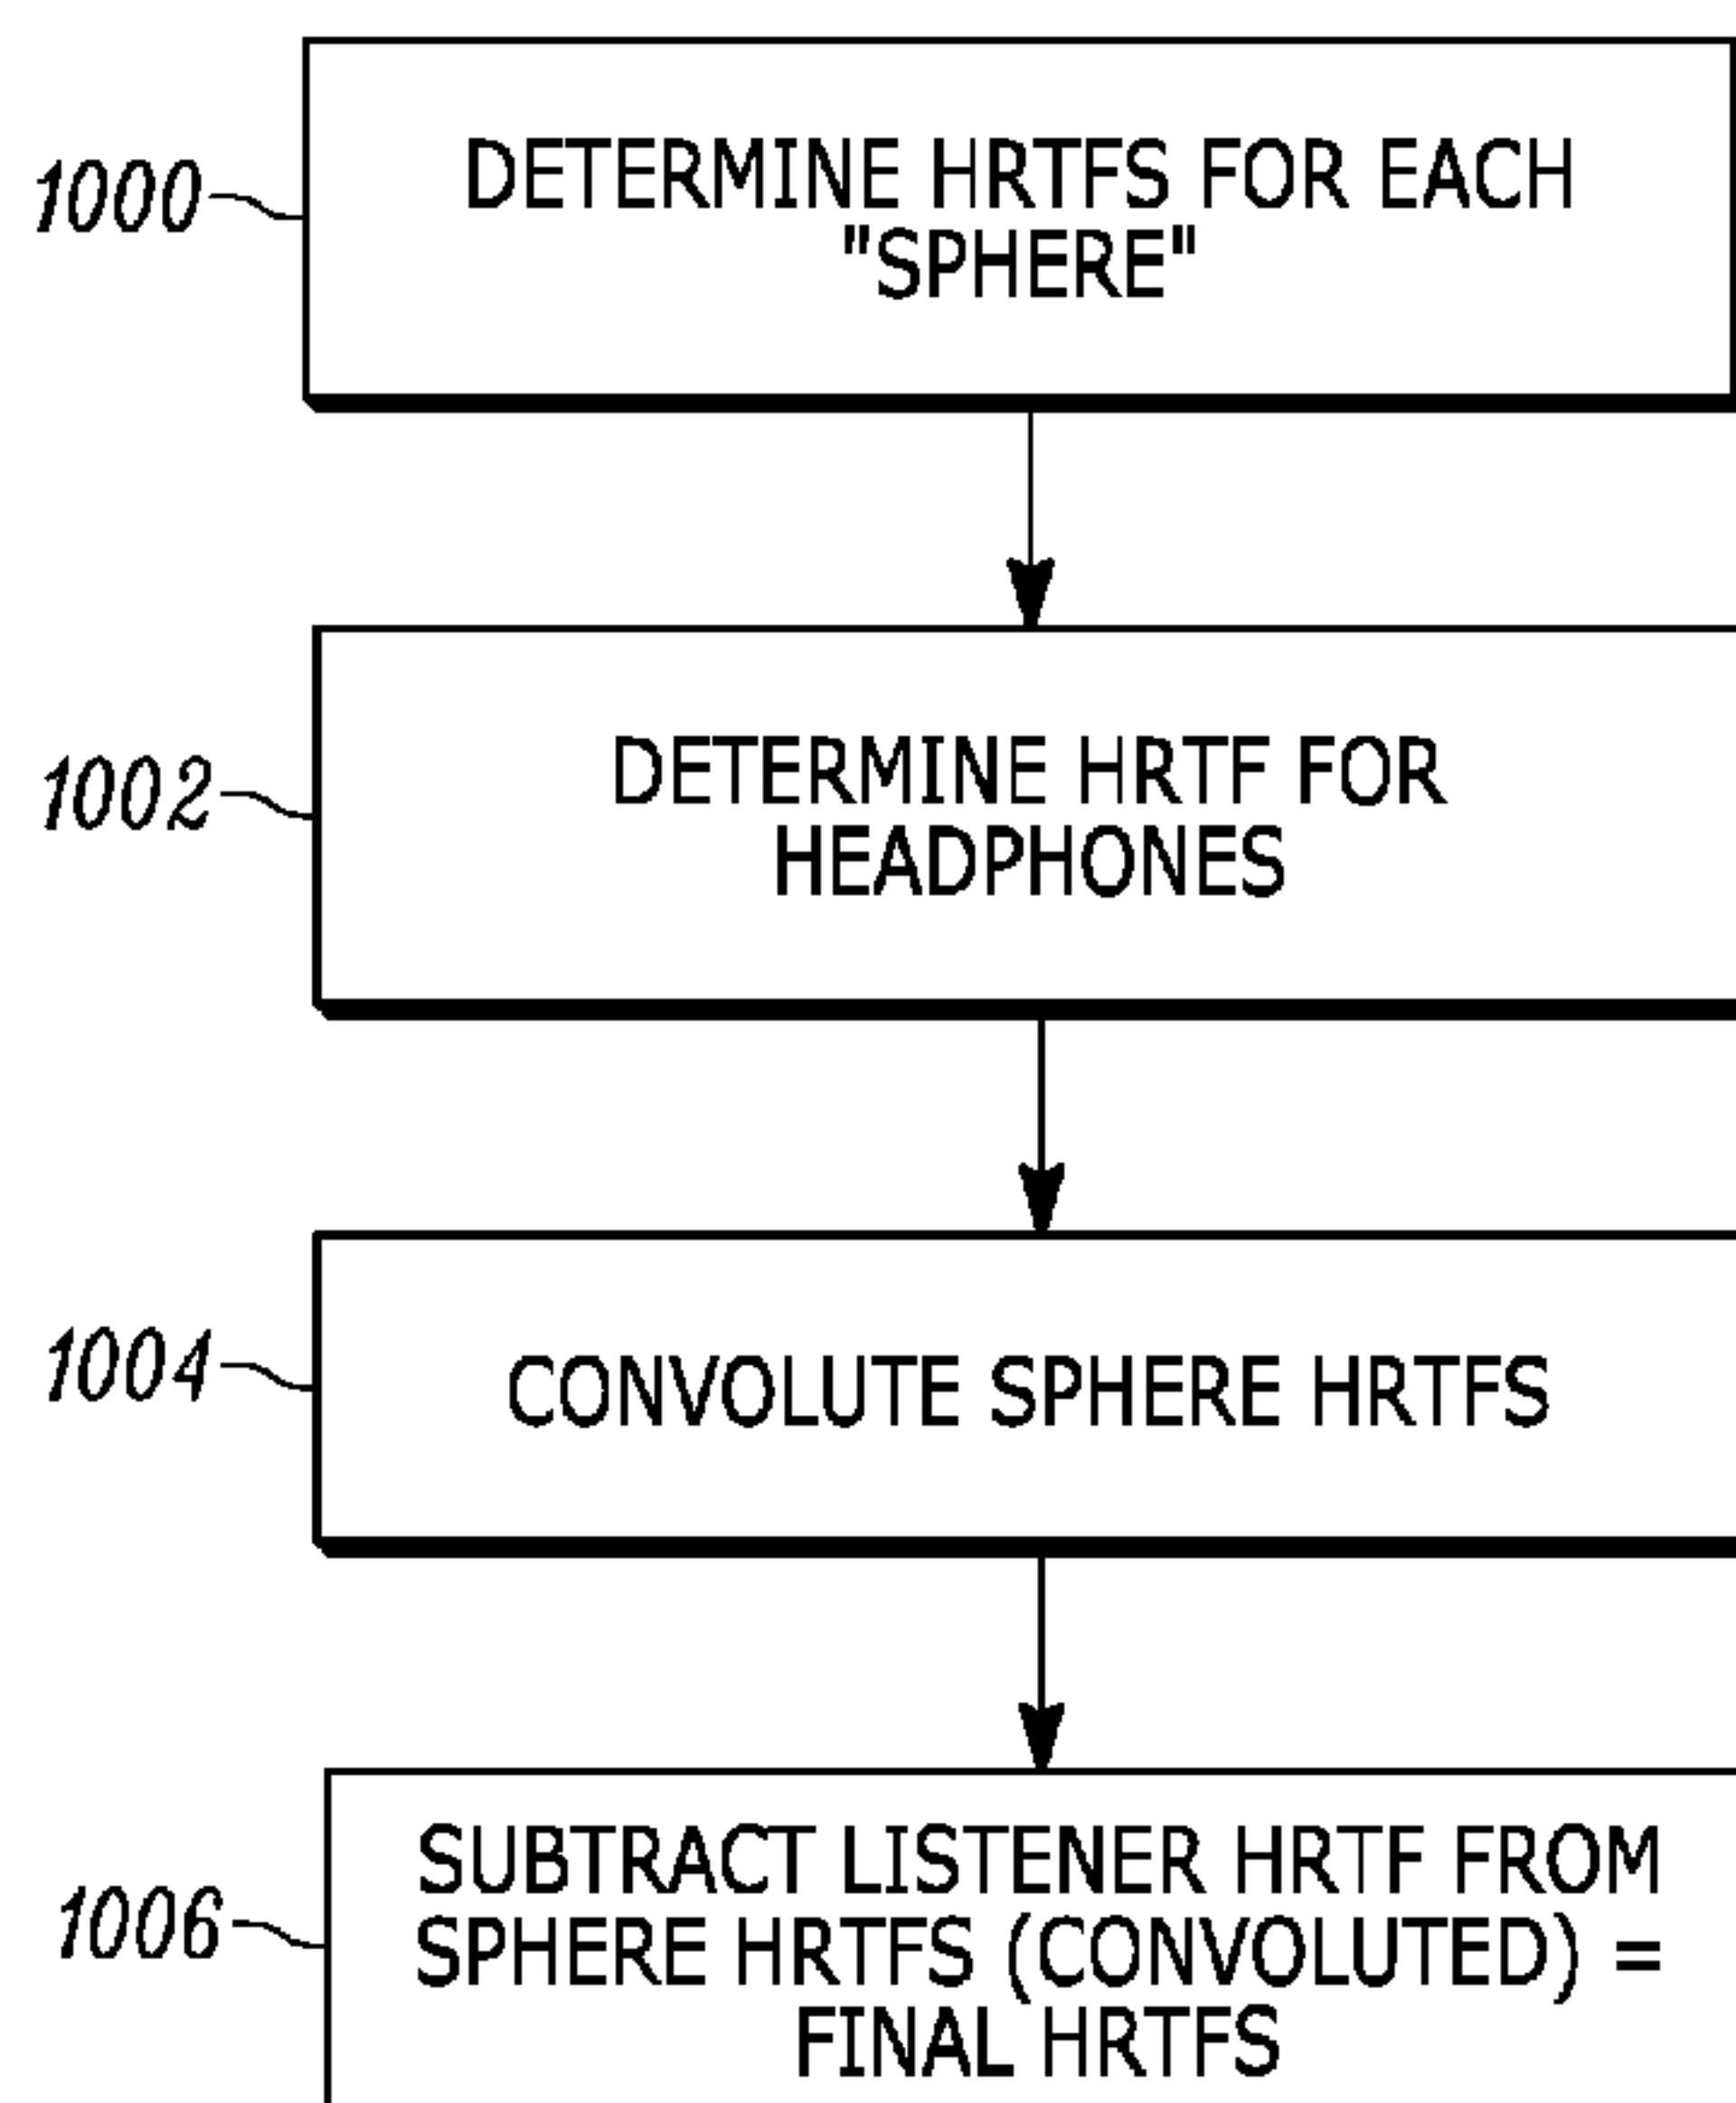 1000
DETERMINE HRTFS FOR EACH
"SPHERE"
1002
DETERMINE HRTF FOR
HEADPHONES
1004
CONVOLUTE SPHERE HRTFS
1006
SUBTRACT LISTENER HRTF FROM
SPHERE HRTFS (CONVOLUTED) =
FINAL HRTFS